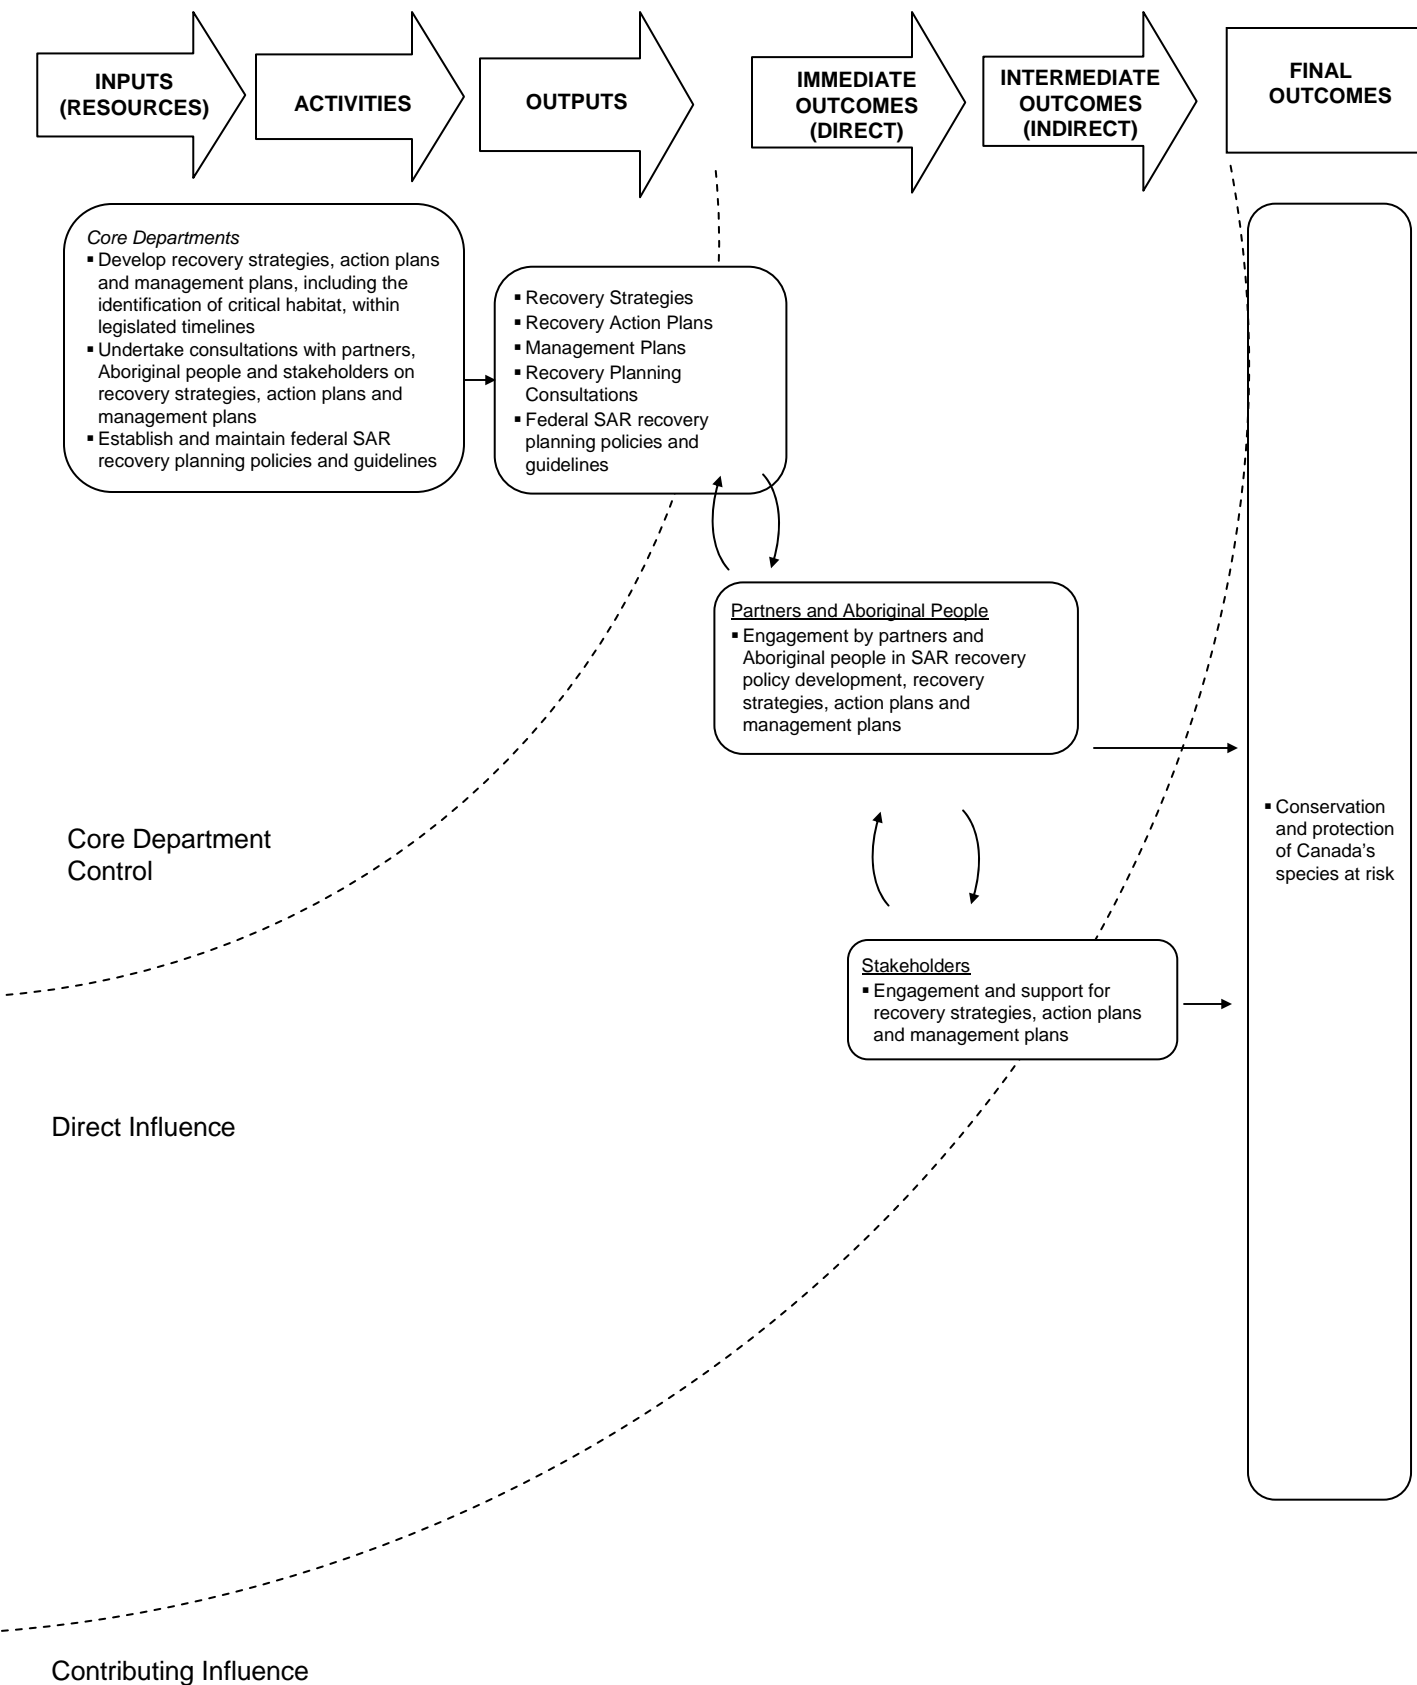 INPUTS
(RESOURCES)
ACTIVITIES
OUTPUTS
IMMEDIATE
OUTCOMES
(DIRECT)
INTERMEDIATE
OUTCOMES
(INDIRECT)
FINAL
OUTCOMES
Core Departments
▪ Develop recovery strategies, action plans
and management plans, including the
identification of critical habitat, within
legislated timelines
▪ Undertake consultations with partners,
Aboriginal people and stakeholders on
recovery strategies, action plans and
management plans
▪ Establish and maintain federal SAR
recovery planning policies and guidelines
▪ Recovery Strategies
▪ Recovery Action Plans
▪ Management Plans
▪ Recovery Planning
Consultations
▪ Federal SAR recovery
planning policies and
guidelines
Partners and Aboriginal People
▪ Engagement by partners and
Aboriginal people in SAR recovery
policy development, recovery
strategies, action plans and
management plans
▪ Conservation
and protection
of Canada's
species at risk
Core Department
Control
Stakeholders
▪ Engagement and support for
recovery strategies, action plans
and management plans
Direct Influence
Contributing Influence